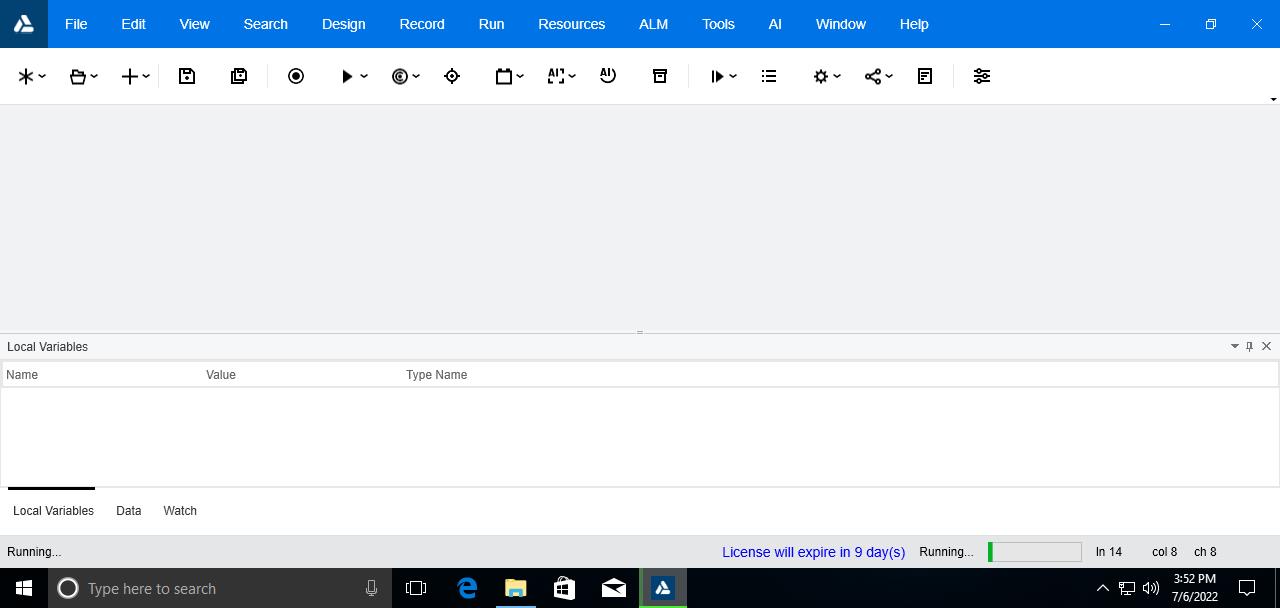 File Edit View Search Design Record Run Resources ALM Tools AI Window Help
AI AI
Local Variables
Name Value Type Name
Local Variables Data Watch
Running... License will expire in 9 day(s) Running... ln 14 col 8 ch 8
Type here to search
3:52 PM
7/6/2022